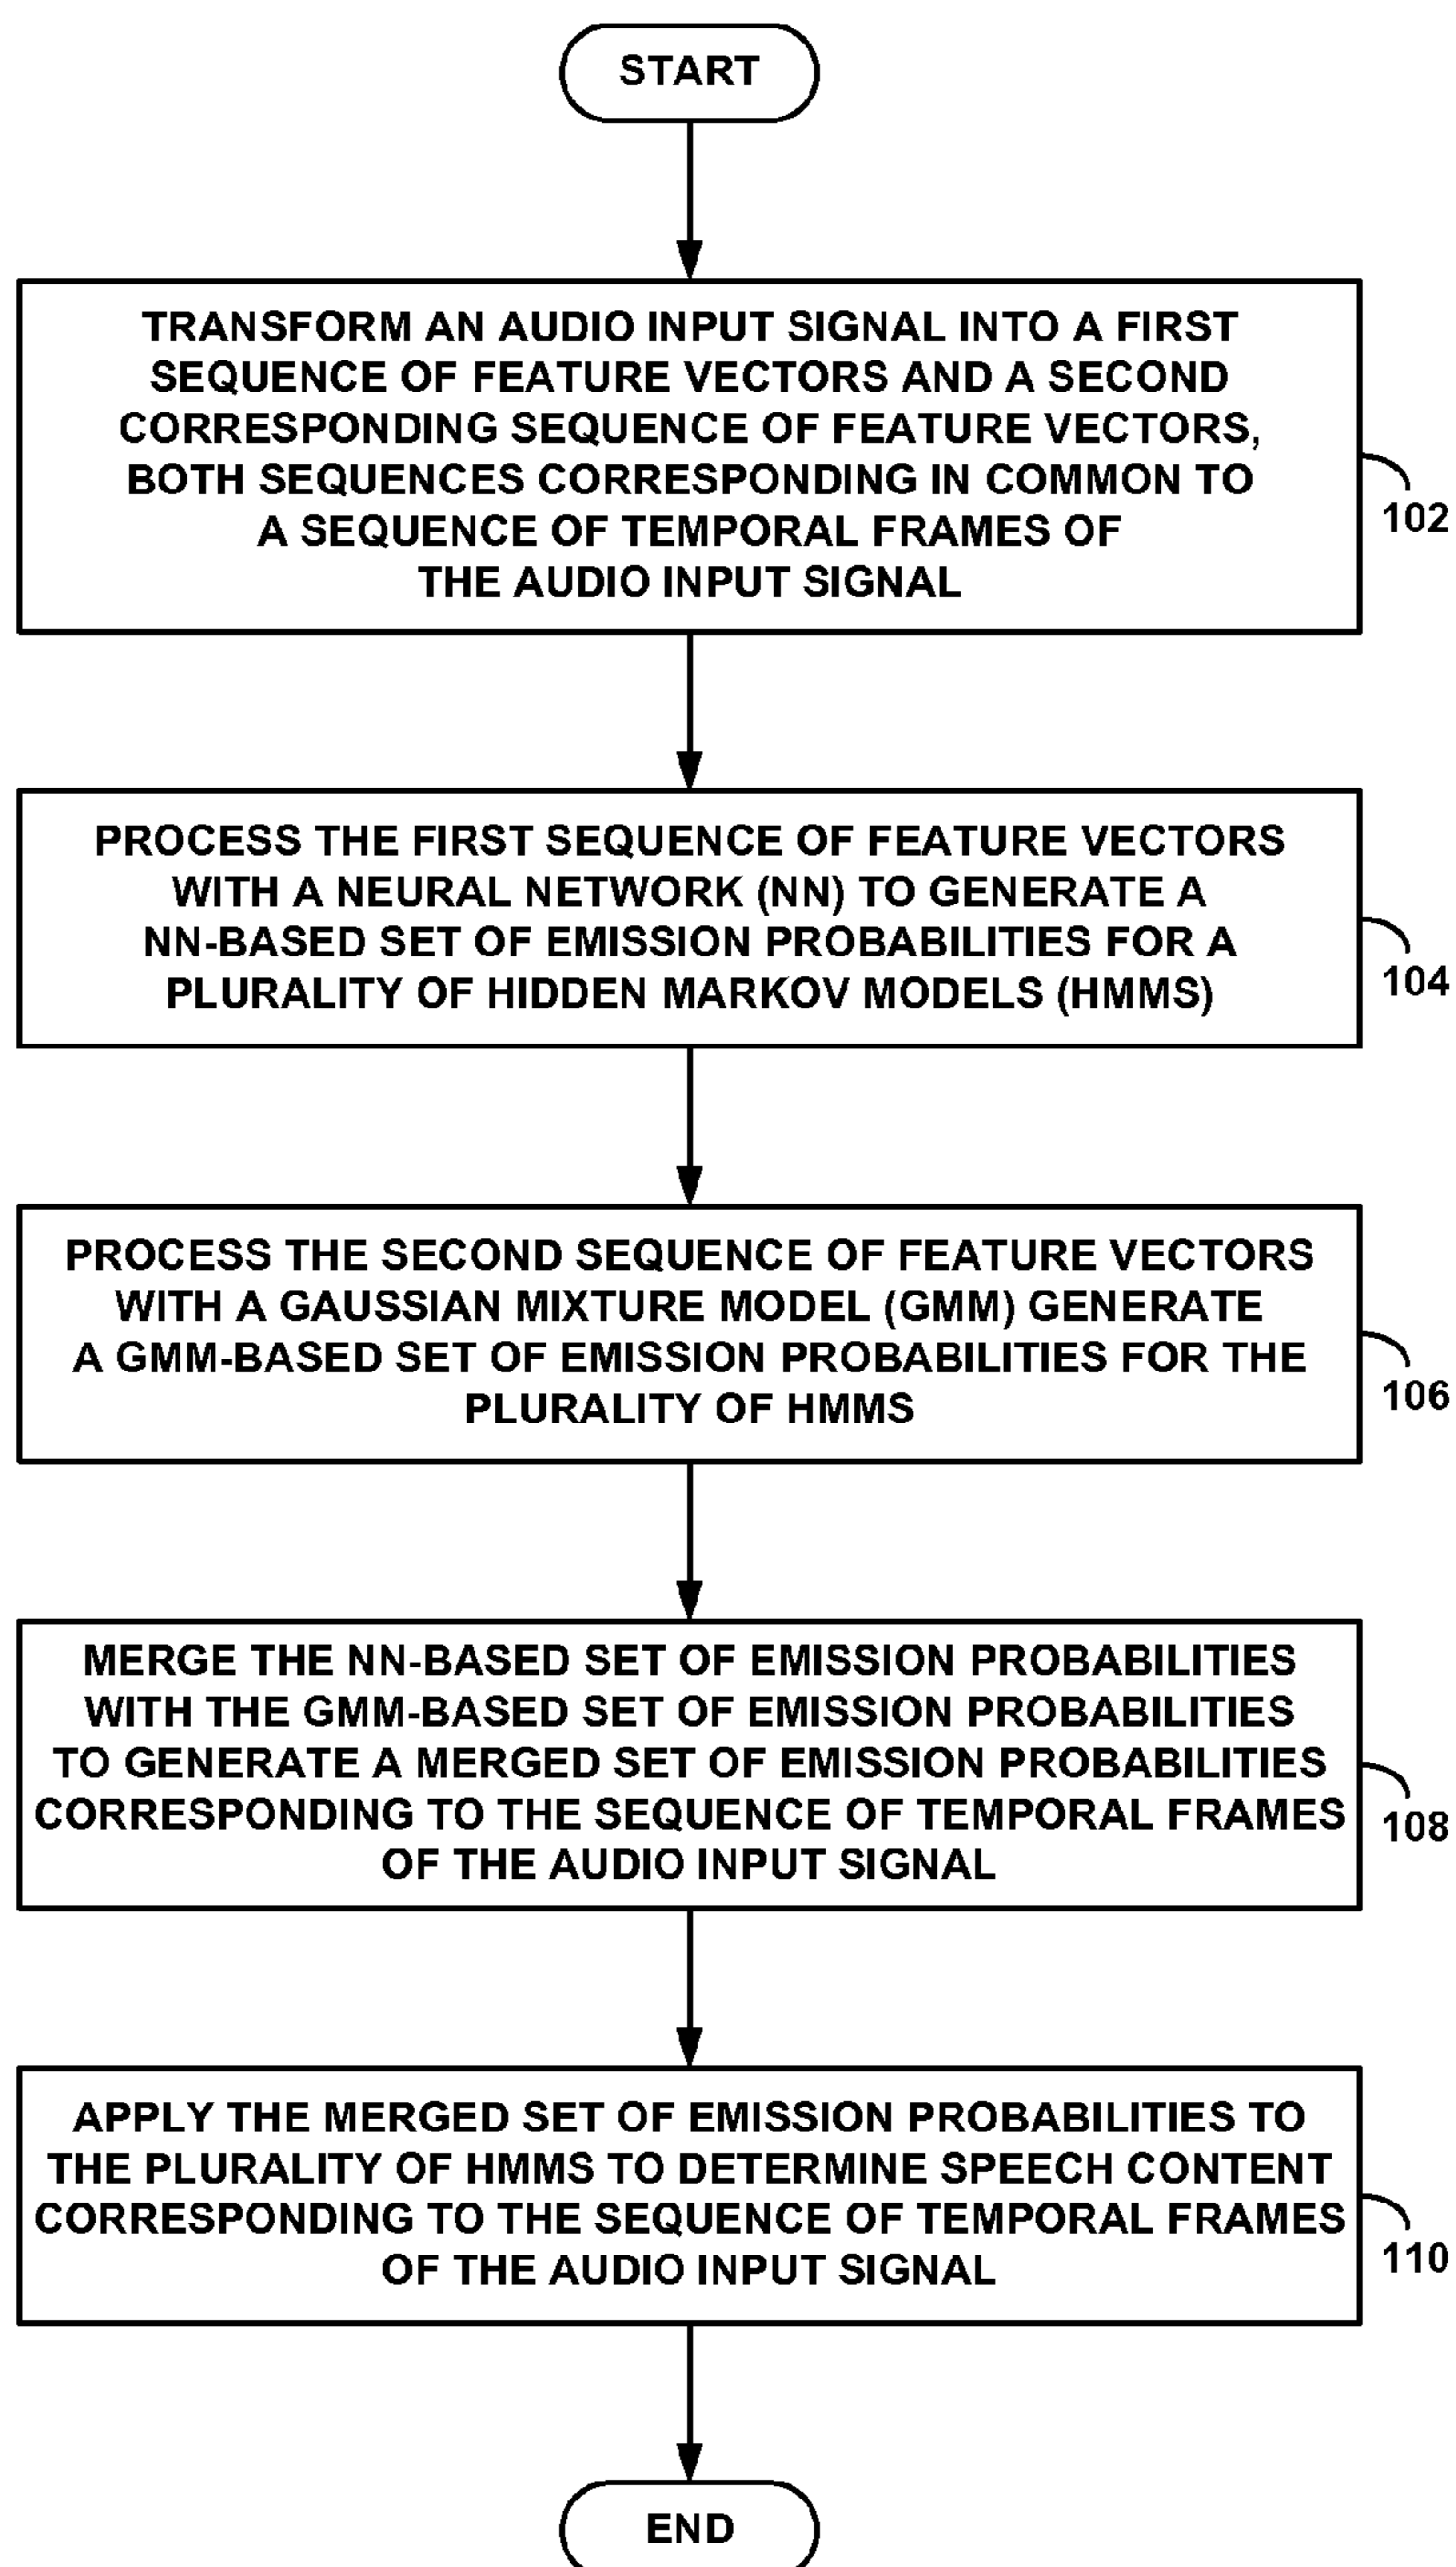 START
TRANSFORM AN AUDIO INPUT SIGNAL INTO A FIRST
SEQUENCE OF FEATURE VECTORS AND A SECOND
CORRESPONDING SEQUENCE OF FEATURE VECTORS,
BOTH SEQUENCES CORRESPONDING IN COMMON TO
A SEQUENCE OF TEMPORAL FRAMES OF
THE AUDIO INPUT SIGNAL
102
PROCESS THE FIRST SEQUENCE OF FEATURE VECTORS
WITH A NEURAL NETWORK (NN) TO GENERATE A
NN-BASED SET OF EMISSION PROBABILITIES FOR A
PLURALITY OF HIDDEN MARKOV MODELS (HMMS)
104
PROCESS THE SECOND SEQUENCE OF FEATURE VECTORS
WITH A GAUSSIAN MIXTURE MODEL (GMM) GENERATE
A GMM-BASED SET OF EMISSION PROBABILITIES FOR THE
PLURALITY OF HMMS
106
MERGE THE NN-BASED SET OF EMISSION PROBABILITIES
WITH THE GMM-BASED SET OF EMISSION PROBABILITIES
TO GENERATE A MERGED SET OF EMISSION PROBABILITIES
CORRESPONDING TO THE SEQUENCE OF TEMPORAL FRAMES
OF THE AUDIO INPUT SIGNAL
108
APPLY THE MERGED SET OF EMISSION PROBABILITIES TO
THE PLURALITY OF HMMS TO DETERMINE SPEECH CONTENT
CORRESPONDING TO THE SEQUENCE OF TEMPORAL FRAMES
OF THE AUDIO INPUT SIGNAL
110
END